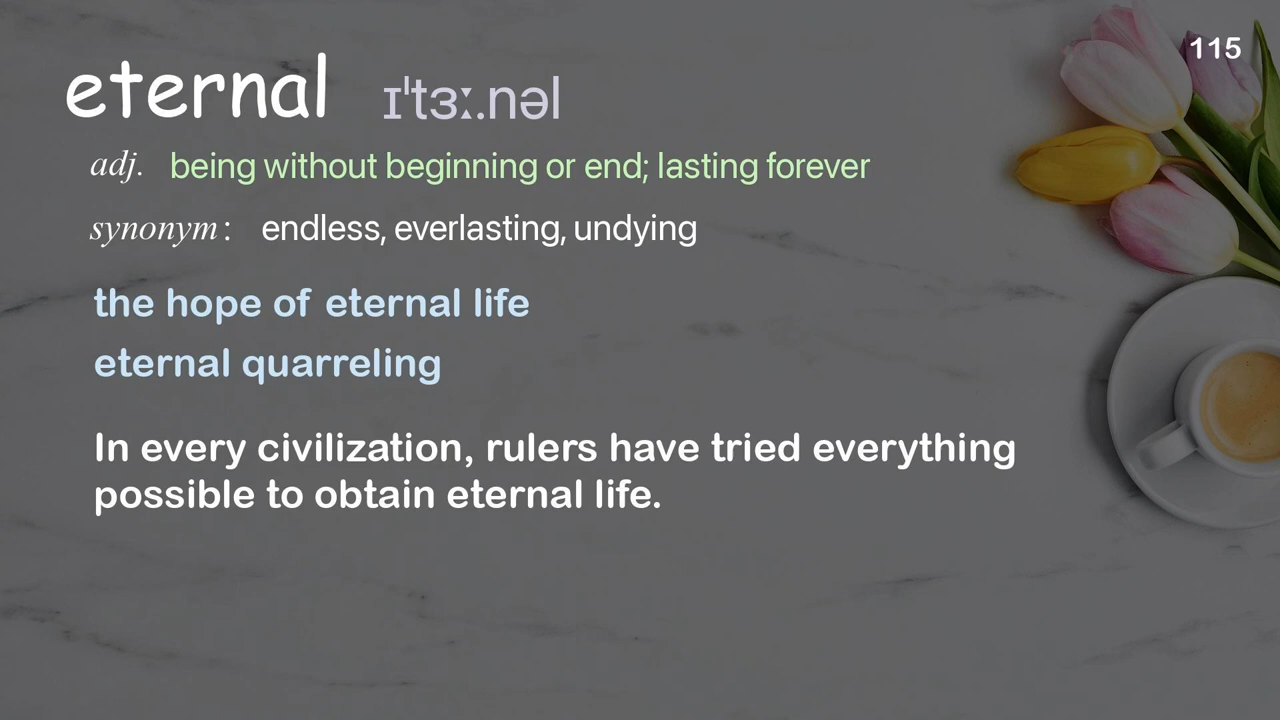 115
eternal ɪˈtɜː.nəl
adj. being without beginning or end; lasting forever
synonym: endless, everlasting, undying
the hope of eternal life
eternal quarreling
In every civilization, rulers have tried everything
possible to obtain eternal life.